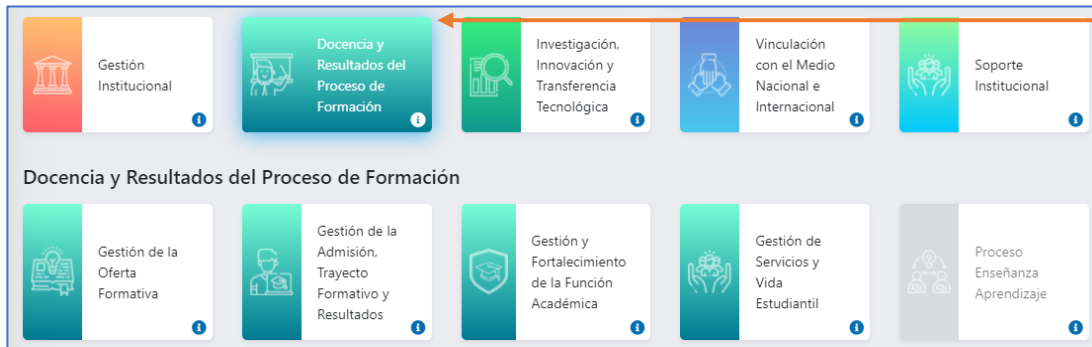 Gestión
Institucional
Docencia y
Resultados del
Proceso de
Formación
Investigación,
Innovación y
Transferencia
Tecnológica
Vinculación
con el Medio
Nacional e
Internacional
Soporte
Institucional
Docencia y Resultados del Proceso de Formación
Gestión de la
Oferta
Formativa
Gestión de la
Admisión,
Trayecto
Formativo y
Resultados
Gestión y
Fortalecimiento
de la Función
Académica
Gestión de
Servicios y
Vida
Estudiantil
Proceso
Enseñanza
Aprendizaje